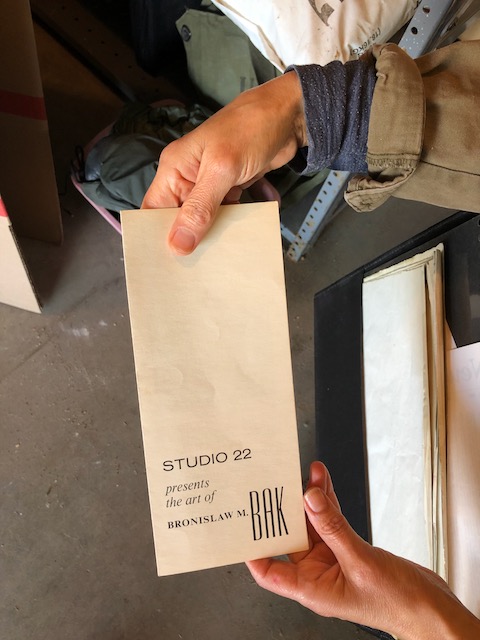 STUDIO 22
presents
the art of
BRONISLAW M. BAK